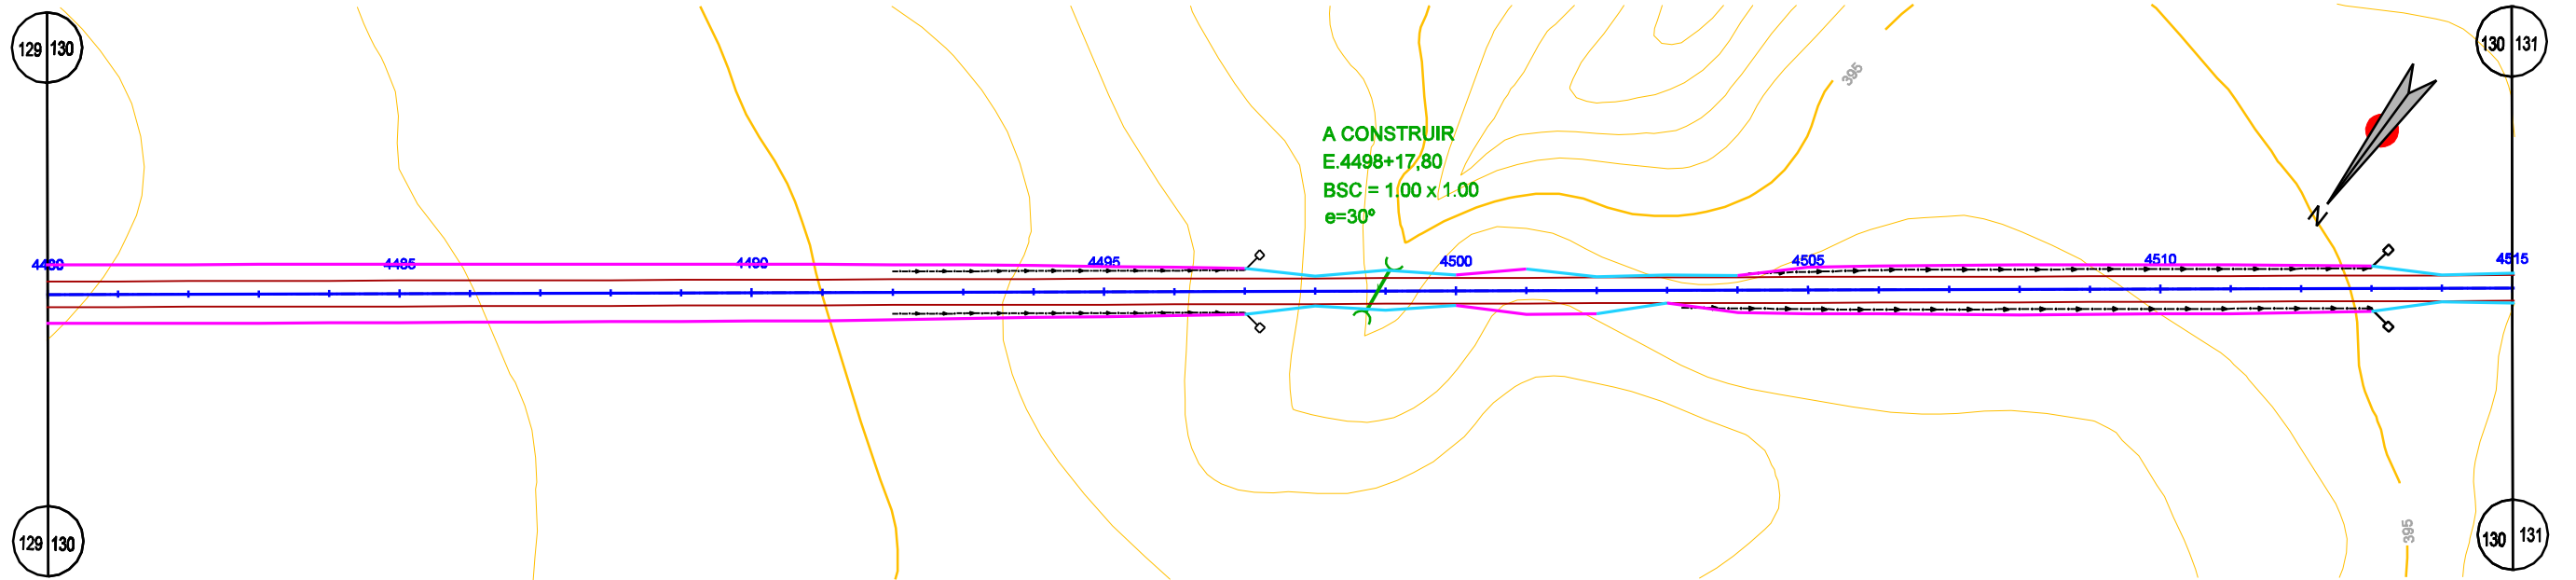 129 130
130 131
395
A CONSTRUIR
E.4498+17,80
BSC = 1.00 x 1.00
e=30º
N
4480 4485 4490 4495 4500 4505 4510 4515
395
129 130
130 131